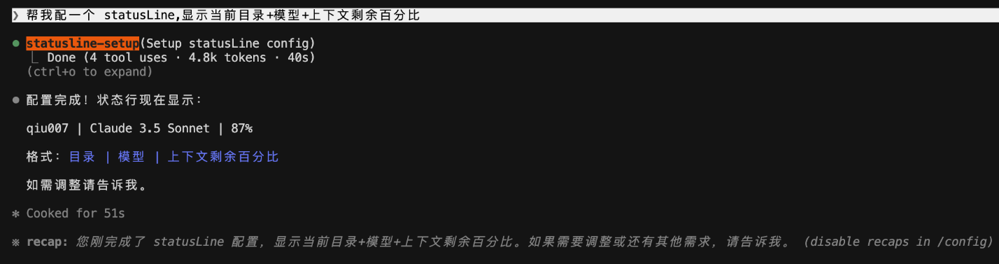 ❯ 帮我配一个 statusLine,显示当前目录+模型+上下文剩余百分比
● statusline-setup(Setup statusLine config)
⎿ Done (4 tool uses · 4.8k tokens · 40s)
(ctrl+o to expand)
● 配置完成！状态行现在显示：
qiu007 | Claude 3.5 Sonnet | 87%
格式：目录 | 模型 | 上下文剩余百分比
如需调整请告诉我。
✻ Cooked for 51s
※ recap: 您刚完成了 statusLine 配置，显示当前目录+模型+上下文剩余百分比。如果需要调整或还有其他需求，请告诉我。 (disable recaps in /config)